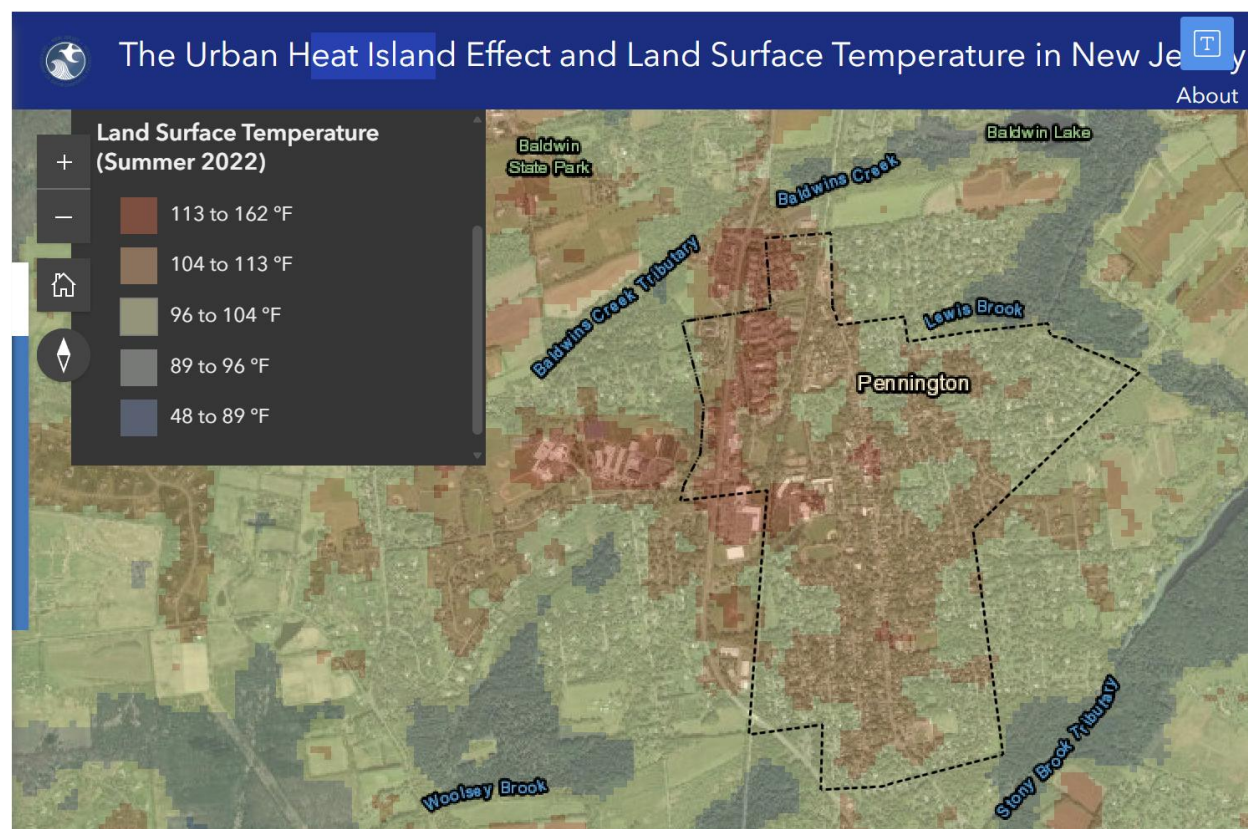 The Urban Heat Island Effect and Land Surface Temperature in New Je y
T
About
Land Surface Temperature
(Summer 2022)
113 to 162 °F
104 to 113 °F
96 to 104 °F
89 to 96 °F
48 to 89 °F
Baldwin
State Park
Baldwin Lake
Baldwins Creek
Baldwins Creek Tributary
Lewis Brook
Pennington
Woolsey Brook
Stony Brook Tributary